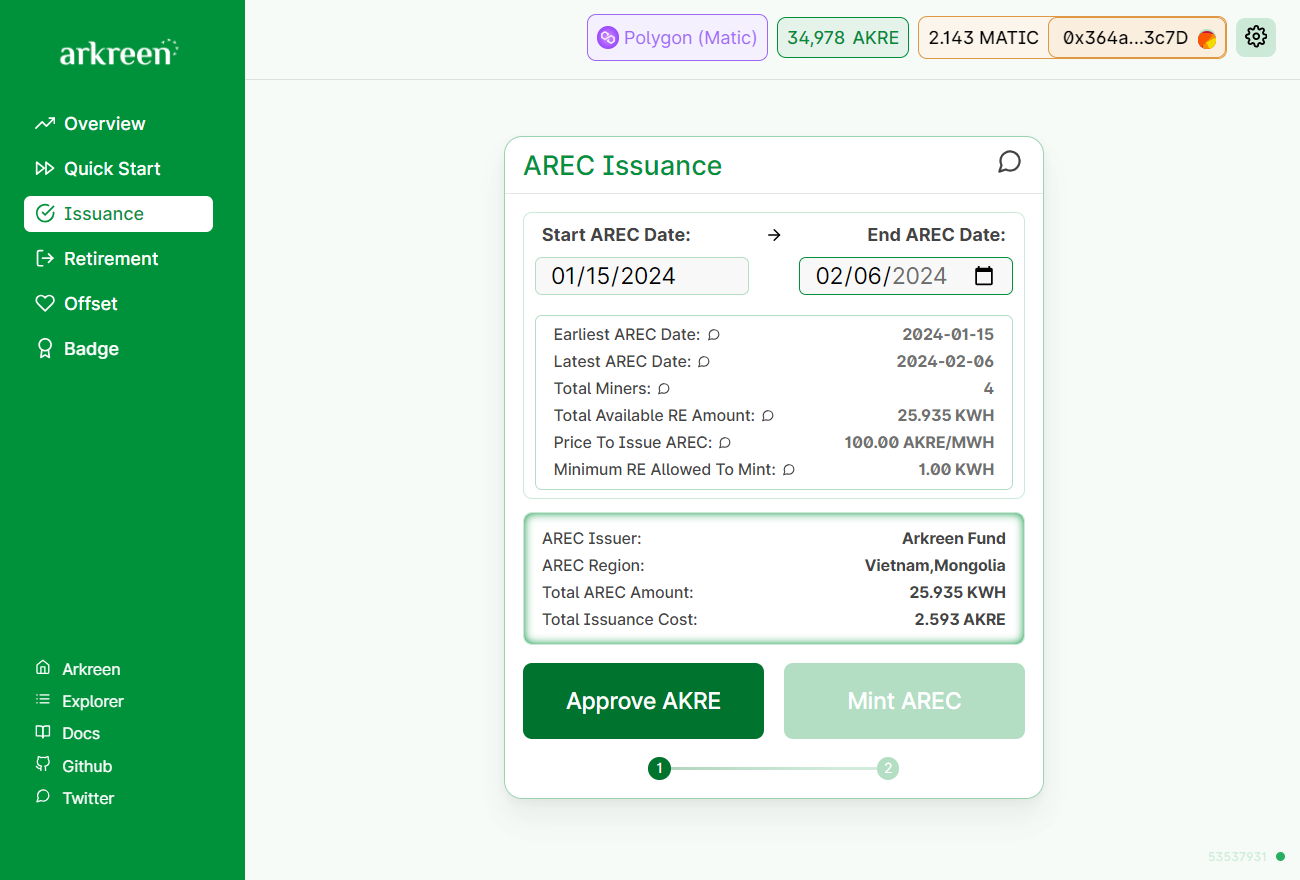 arkreen
Polygon (Matic)
34,978 AKRE
2.143 MATIC
0x364a...3c7D
Overview
Quick Start
Issuance
Retirement
Offset
Badge
Arkreen
Explorer
Docs
Github
Twitter
AREC Issuance
Start AREC Date:
End AREC Date:
01/15/2024
02/06/2024
Earliest AREC Date: 2024-01-15
Latest AREC Date: 2024-02-06
Total Miners: 4
Total Available RE Amount: 25.935 KWH
Price To Issue AREC: 100.00 AKRE/MWH
Minimum RE Allowed To Mint: 1.00 KWH
AREC Issuer: Arkreen Fund
AREC Region: Vietnam,Mongolia
Total AREC Amount: 25.935 KWH
Total Issuance Cost: 2.593 AKRE
Approve AKRE
Mint AREC
1
2
53537931